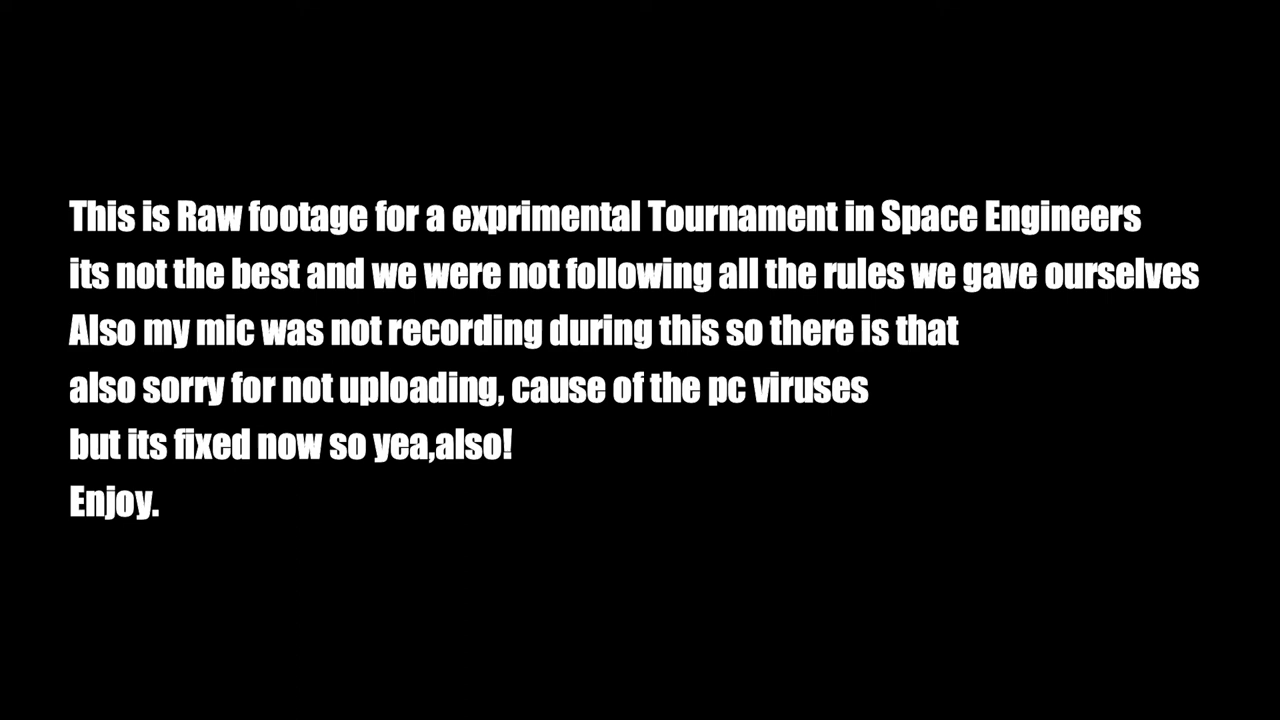 This is Raw footage for a exprimental Tournament in Space Engineers
its not the best and we were not following all the rules we gave ourselves
Also my mic was not recording during this so there is that
also sorry for not uploading, cause of the pc viruses
but its fixed now so yea,also!
Enjoy.